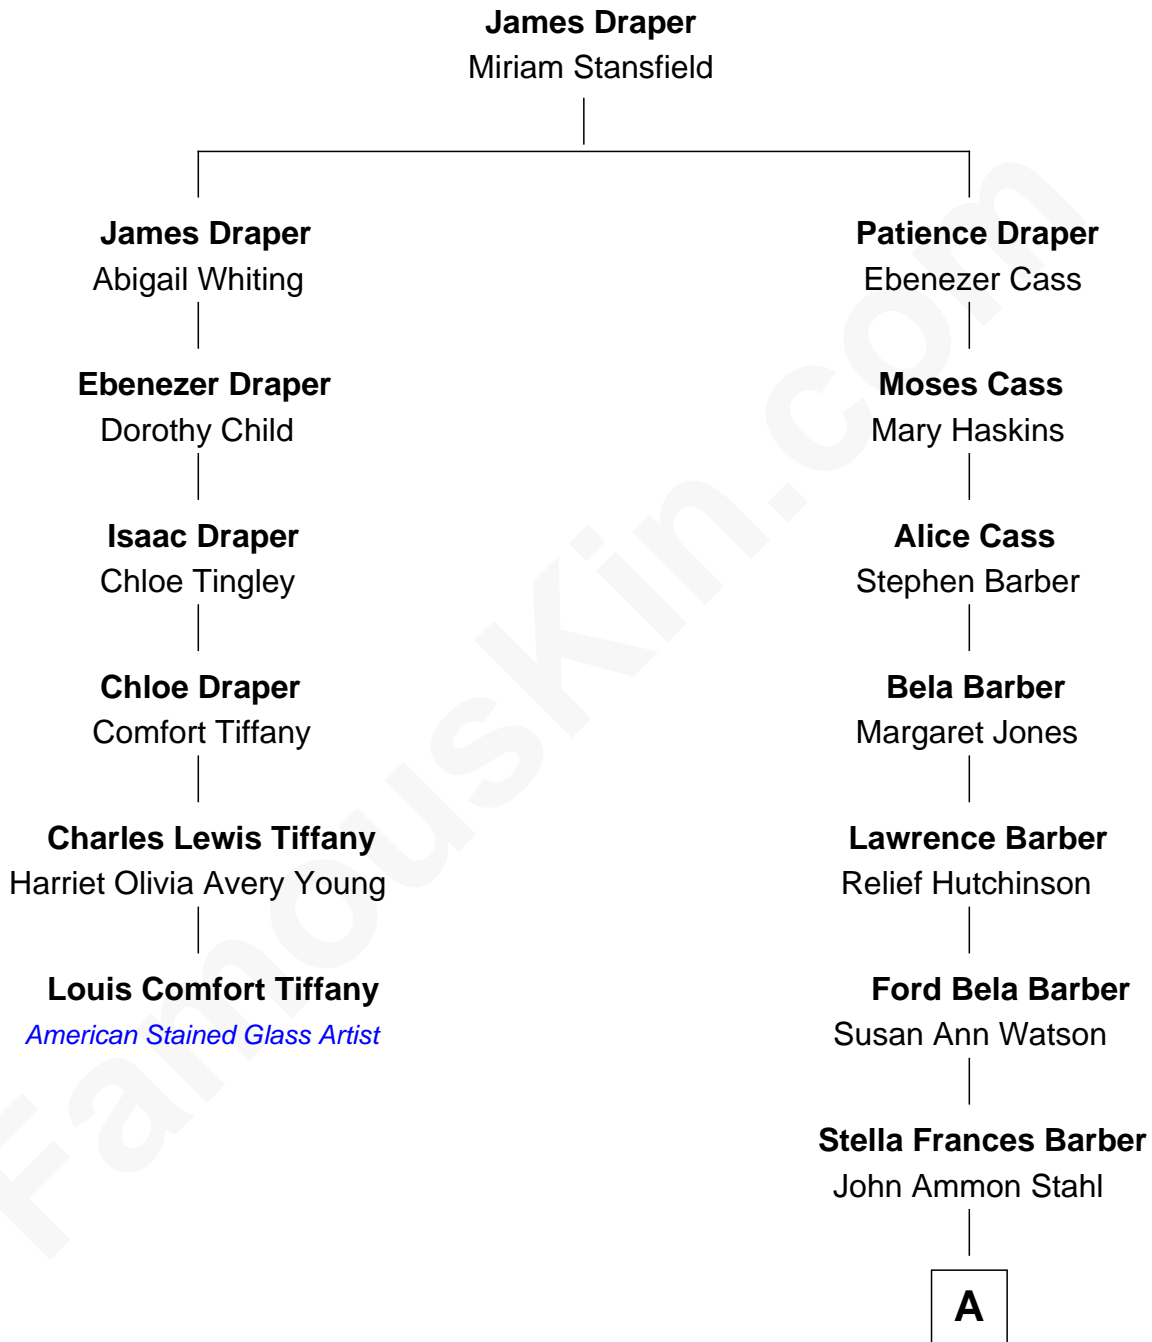 James Draper
Miriam Stansfield
James Draper
Abigail Whiting
Patience Draper
Ebenezer Cass
Ebenezer Draper
Dorothy Child
Moses Cass
Mary Haskins
Isaac Draper
Chloe Tingley
Alice Cass
Stephen Barber
Chloe Draper
Comfort Tiffany
Bela Barber
Margaret Jones
Charles Lewis Tiffany
Harriet Olivia Avery Young
Lawrence Barber
Relief Hutchinson
Louis Comfort Tiffany
American Stained Glass Artist
Ford Bela Barber
Susan Ann Watson
Stella Frances Barber
John Ammon Stahl
A
FamousKin.com